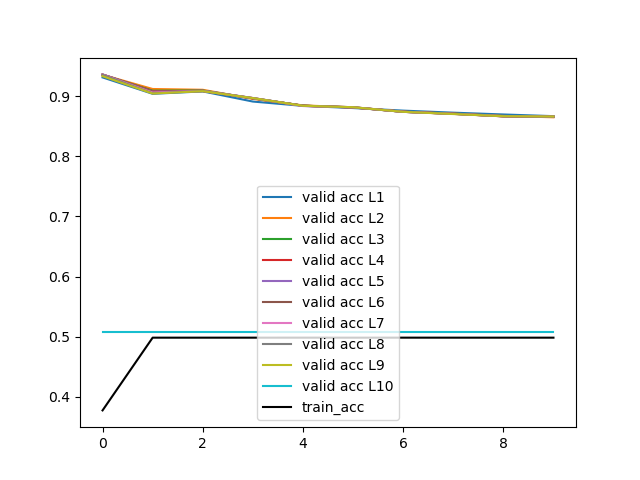 0.9
0.8
0.7
0.6
0.5
0.4
valid acc L1
valid acc L2
valid acc L3
valid acc L4
valid acc L5
valid acc L6
valid acc L7
valid acc L8
valid acc L9
valid acc L10
train_acc
0 2 4 6 8